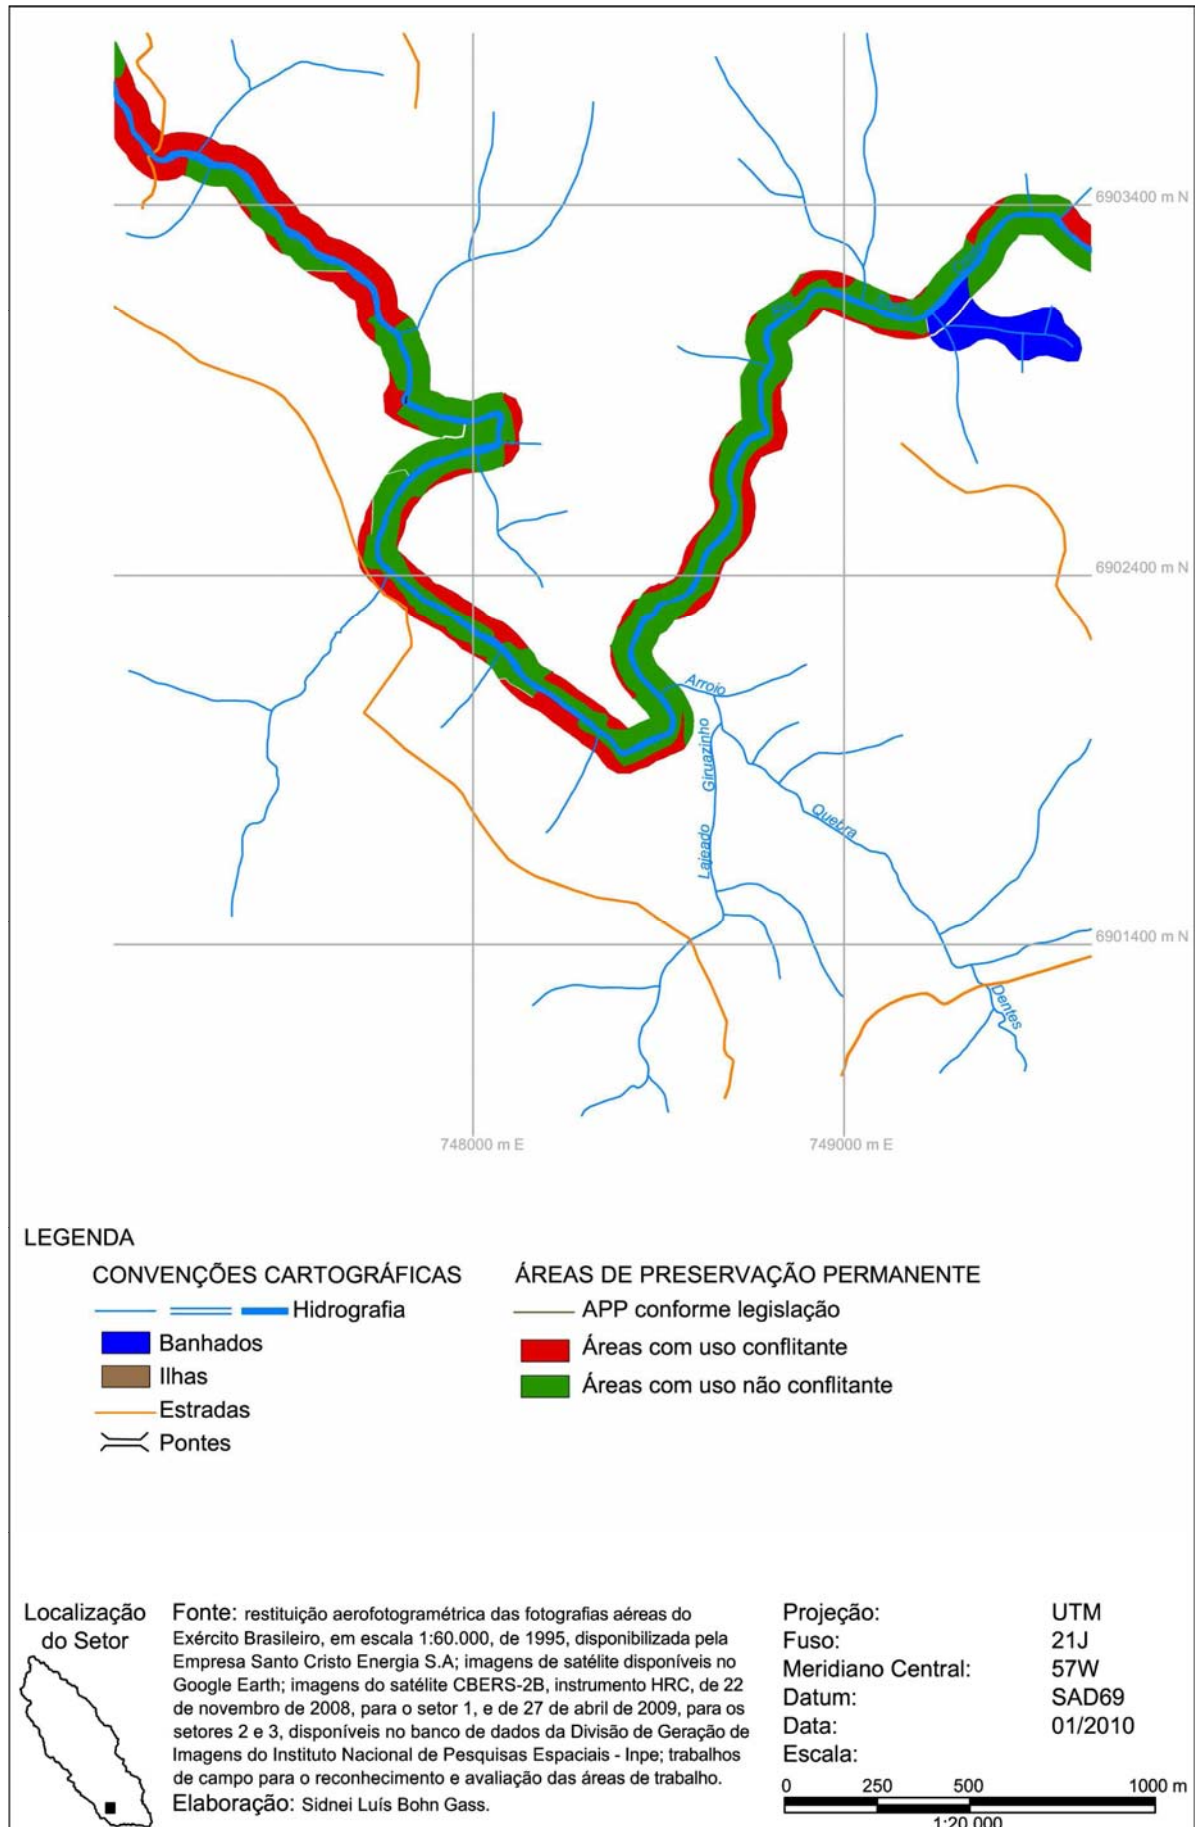 6903400 m N
6902400 m N
Arroio
Giruazinho
Lajeado
Quebra
6901400 m N
Dentes
748000 m E
749000 m E
LEGENDA
CONVENÇÕES CARTOGRÁFICAS
Hidrografia
Banhados
Ilhas
Estradas
Pontes
ÁREAS DE PRESERVAÇÃO PERMANENTE
APP conforme legislação
Áreas com uso conflitante
Áreas com uso não conflitante
Localização
do Setor
Fonte: restituição aerofotogramétrica das fotografias aéreas do
Exército Brasileiro, em escala 1:60.000, de 1995, disponibilizada pela
Empresa Santo Cristo Energia S.A; imagens de satélite disponíveis no
Google Earth; imagens do satélite CBERS-2B, instrumento HRC, de 22
de novembro de 2008, para o setor 1, e de 27 de abril de 2009, para os
setores 2 e 3, disponíveis no banco de dados da Divisão de Geração de
Imagens do Instituto Nacional de Pesquisas Espaciais - Inpe; trabalhos
de campo para o reconhecimento e avaliação das áreas de trabalho.
Elaboração: Sidnei Luís Bohn Gass.
Projeção: UTM
Fuso: 21J
Meridiano Central: 57W
Datum: SAD69
Data: 01/2010
Escala:
0 250 500 1000 m
1:20.000